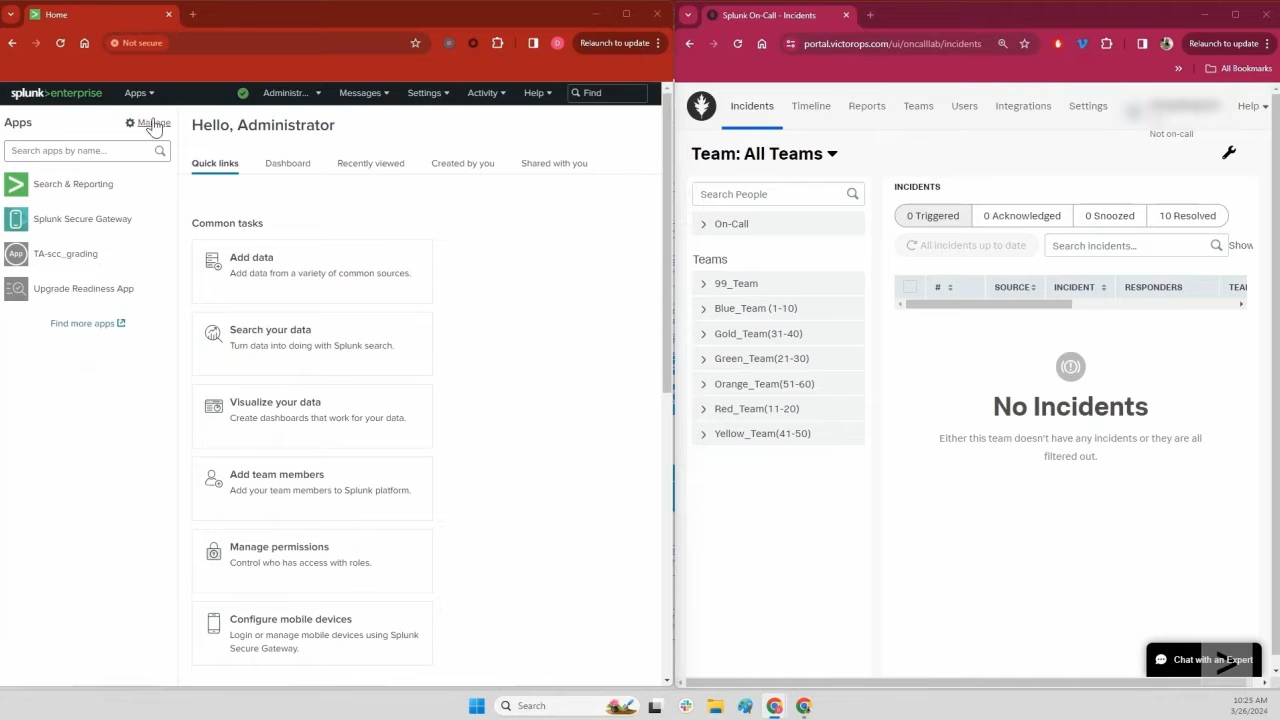 Home
Not secure
Relaunch to update
D
splunk>enterprise
Apps
Administr...
Messages
Settings
Activity
Help
Find
Apps
Manage
Search apps by name...
Search & Reporting
Splunk Secure Gateway
App
TA-scc_grading
Upgrade Readiness App
Find more apps
Hello, Administrator
Quick links
Dashboard
Recently viewed
Created by you
Shared with you
Common tasks
Add data
Add data from a variety of common sources.
Search your data
Turn data into doing with Splunk search.
Visualize your data
Create dashboards that work for your data.
Add team members
Add your team members to Splunk platform.
Manage permissions
Control who has access with roles.
Configure mobile devices
Login or manage mobile devices using Splunk
Secure Gateway.
Splunk On-Call - Incidents
portal.victorops.com/ui/oncalllab/incidents
Relaunch to update
All Bookmarks
Incidents
Timeline
Reports
Teams
Users
Integrations
Settings
Help
Not on-call
Team: All Teams
Search People
On-Call
Teams
99_Team
Blue_Team (1-10)
Gold_Team(31-40)
Green_Team(21-30)
Orange_Team(51-60)
Red_Team(11-20)
Yellow_Team(41-50)
INCIDENTS
0 Triggered
0 Acknowledged
0 Snoozed
10 Resolved
All incidents up to date
Search incidents...
Show
#
SOURCE
INCIDENT
RESPONDERS
TEA
No Incidents
Either this team doesn't have any incidents or they are all
filtered out.
Chat with an Expert
Search
10:25 AM
3/26/2024